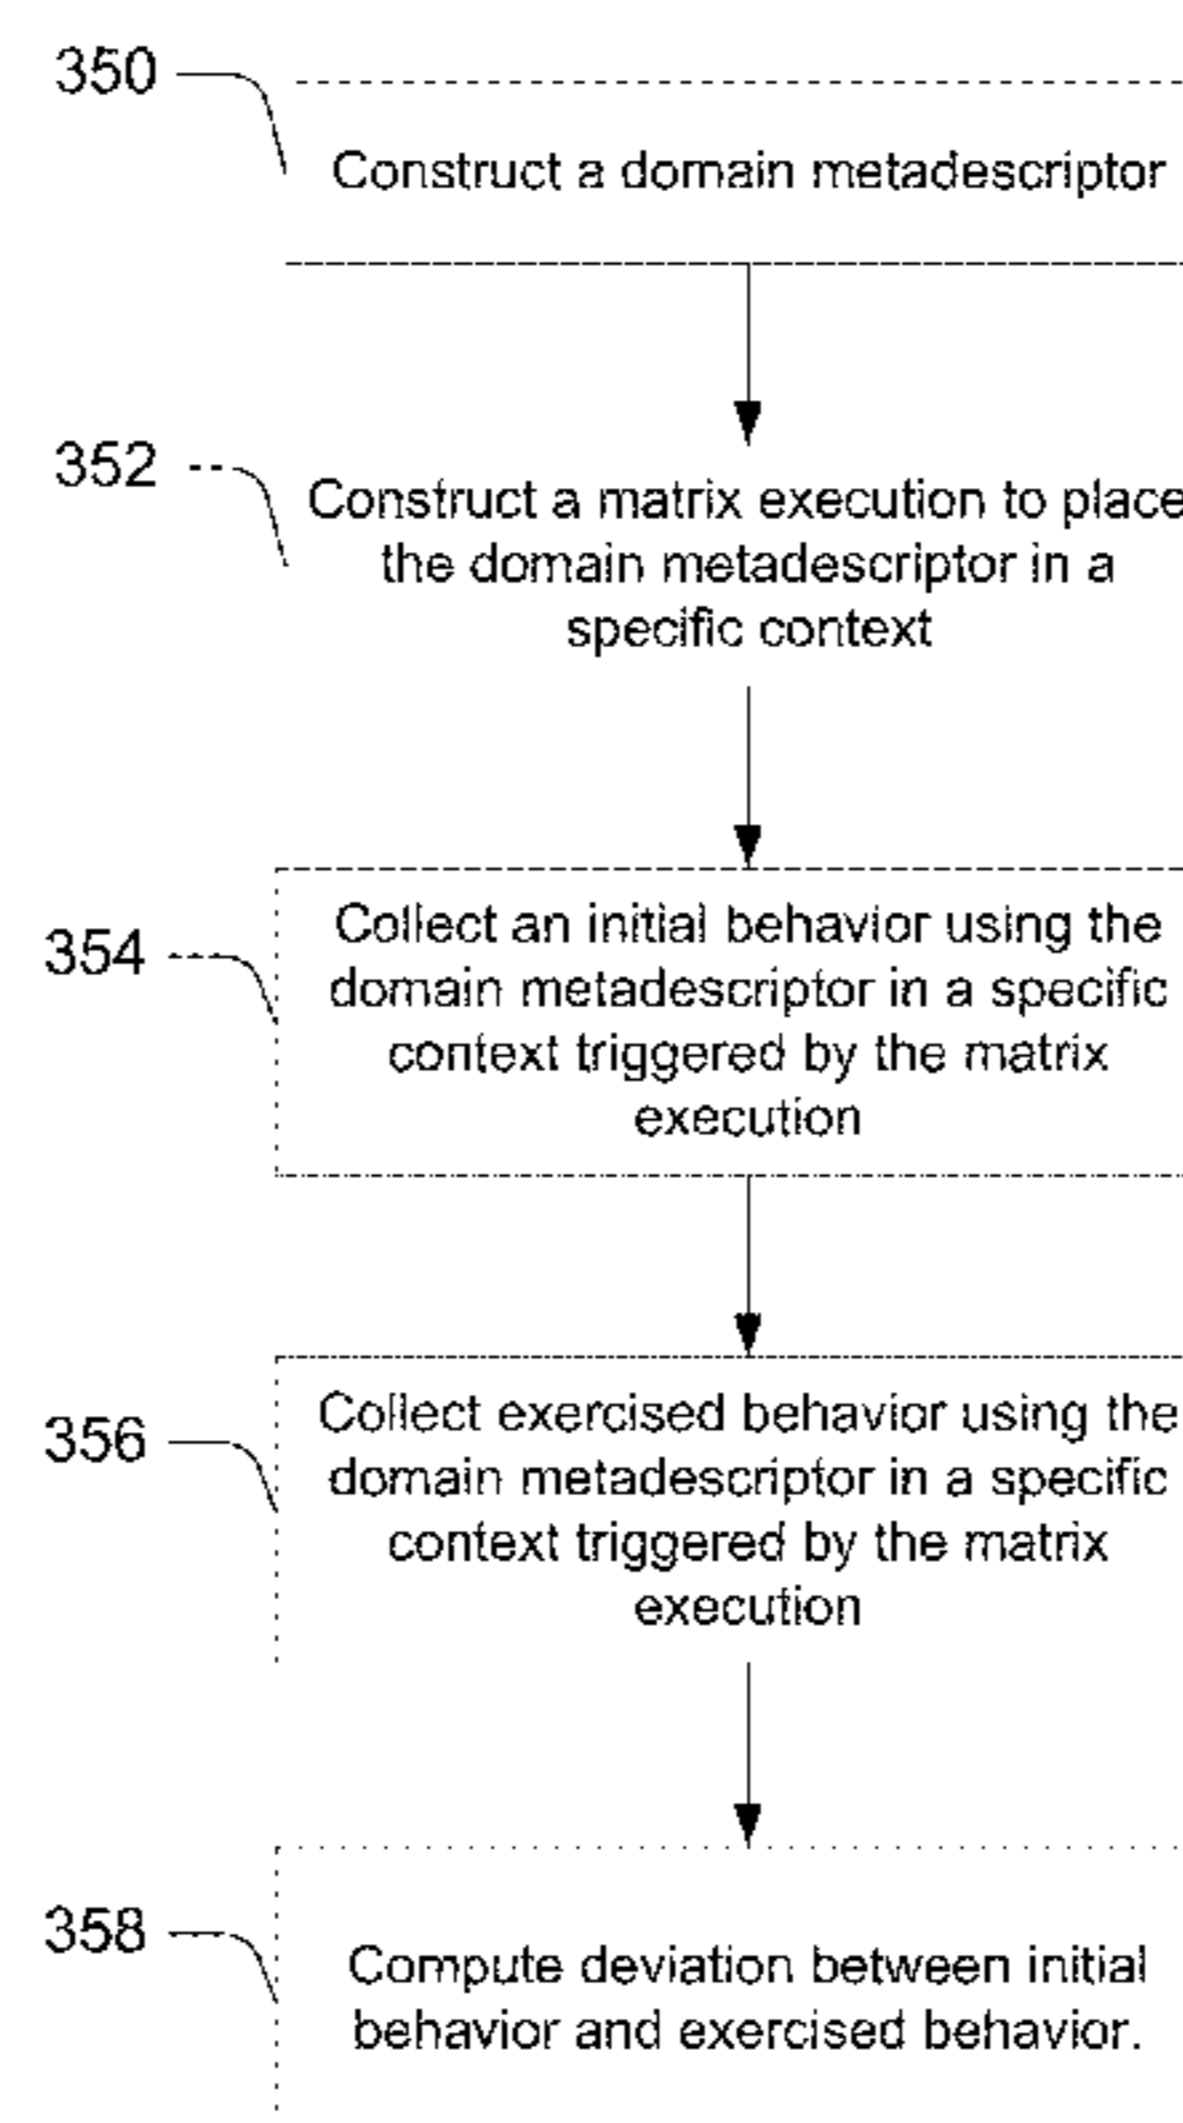 350
Construct a domain metadescriptor
352
Construct a matrix execution to place
the domain metadescriptor in a
specific context
354
Collect an initial behavior using the
domain metadescriptor in a specific
context triggered by the matrix
execution
356
Collect exercised behavior using the
domain metadescriptor in a specific
context triggered by the matrix
execution
358
Compute deviation between initial
behavior and exercised behavior.